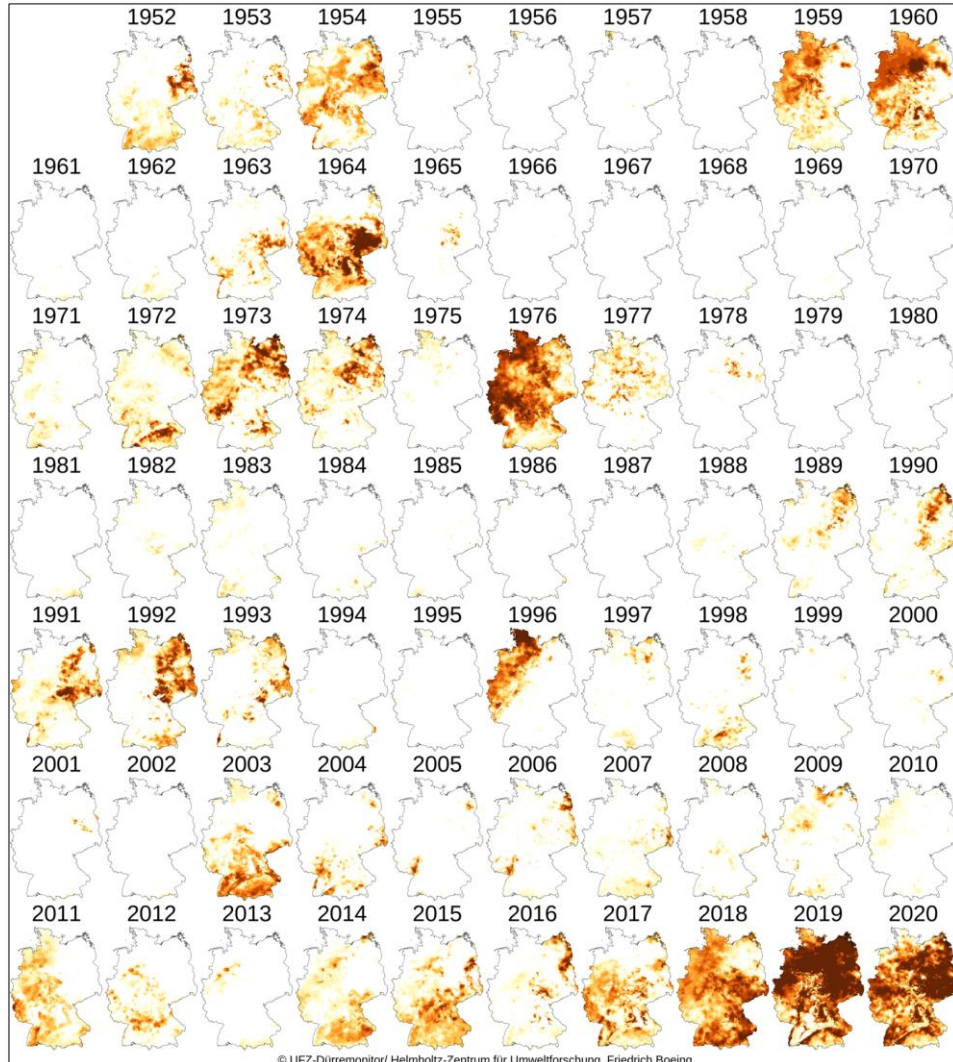 1952 1953 1954 1955 1956 1957 1958 1959 1960
1961 1962 1963 1964 1965 1966 1967 1968 1969 1970
1971 1972 1973 1974 1975 1976 1977 1978 1979 1980
1981 1982 1983 1984 1985 1986 1987 1988 1989 1990
1991 1992 1993 1994 1995 1996 1997 1998 1999 2000
2001 2002 2003 2004 2005 2006 2007 2008 2009 2010
2011 2012 2013 2014 2015 2016 2017 2018 2019 2020
© UFZ-Dürremonitor/ Helmholtz-Zentrum für Umweltforschung, Friedrich Boeing